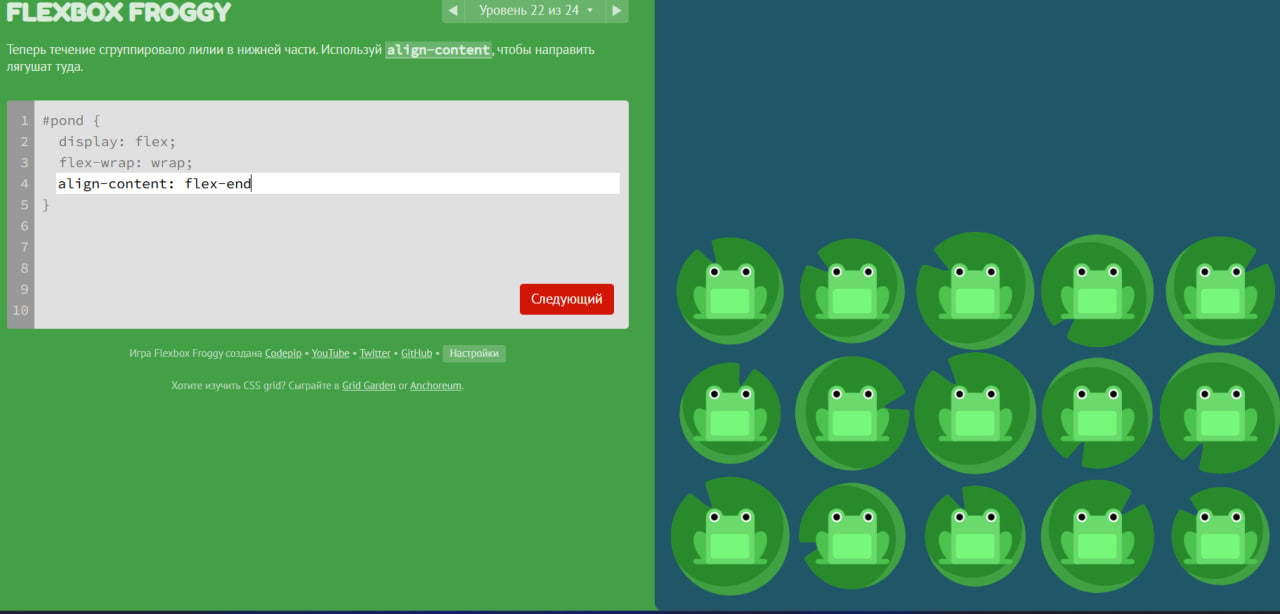 FLEXBOX FROGGY
◀ Уровень 22 из 24 ▾ ▶
Теперь течение сгруппировало лилии в нижней части. Используй align-content, чтобы направить
лягушат туда.
1 #pond {
2 display: flex;
3 flex-wrap: wrap;
4 align-content: flex-end
5 }
6
7
8
9
10
Следующий
Игра Flexbox Froggy создана Codepip • YouTube • Twitter • GitHub • Настройки
Хотите изучить CSS grid? Сыграйте в Grid Garden or Anchoreum.